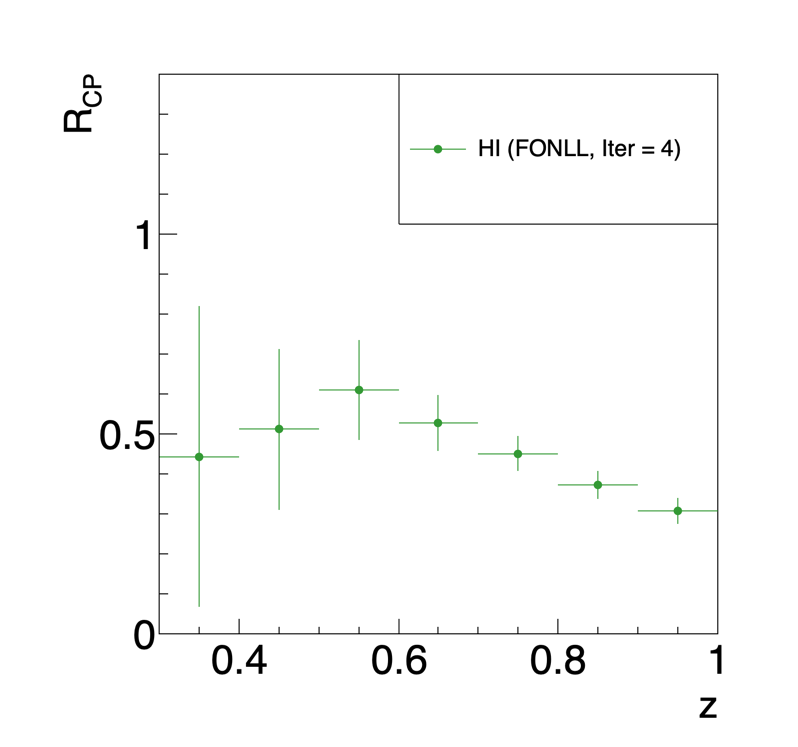 R_CP
HI (FONLL, Iter = 4)
1
0.5
0
0.4 0.6 0.8 1
z